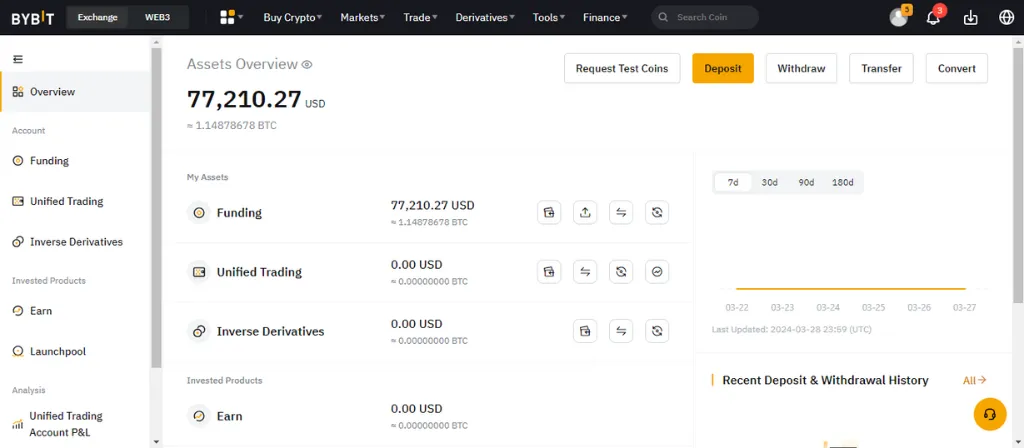 BYBIT Exchange WEB3 Buy Crypto Markets Trade Derivatives Tools Finance Search Coin 5 3
Overview
Account
Funding
Unified Trading
Inverse Derivatives
Invested Products
Earn
Launchpool
Analysis
Unified Trading
Account P&L
Assets Overview
77,210.27 USD
≈ 1.14878678 BTC
Request Test Coins Deposit Withdraw Transfer Convert
My Assets
Funding 77,210.27 USD
≈ 1.14878678 BTC
Unified Trading 0.00 USD
≈ 0.00000000 BTC
Inverse Derivatives 0.00 USD
≈ 0.00000000 BTC
Invested Products
Earn 0.00 USD
≈ 0.00000000 BTC
7d 30d 90d 180d
03-22 03-23 03-24 03-25 03-26 03-27
Last Updated: 2024-03-28 23:59 (UTC)
Recent Deposit & Withdrawal History All